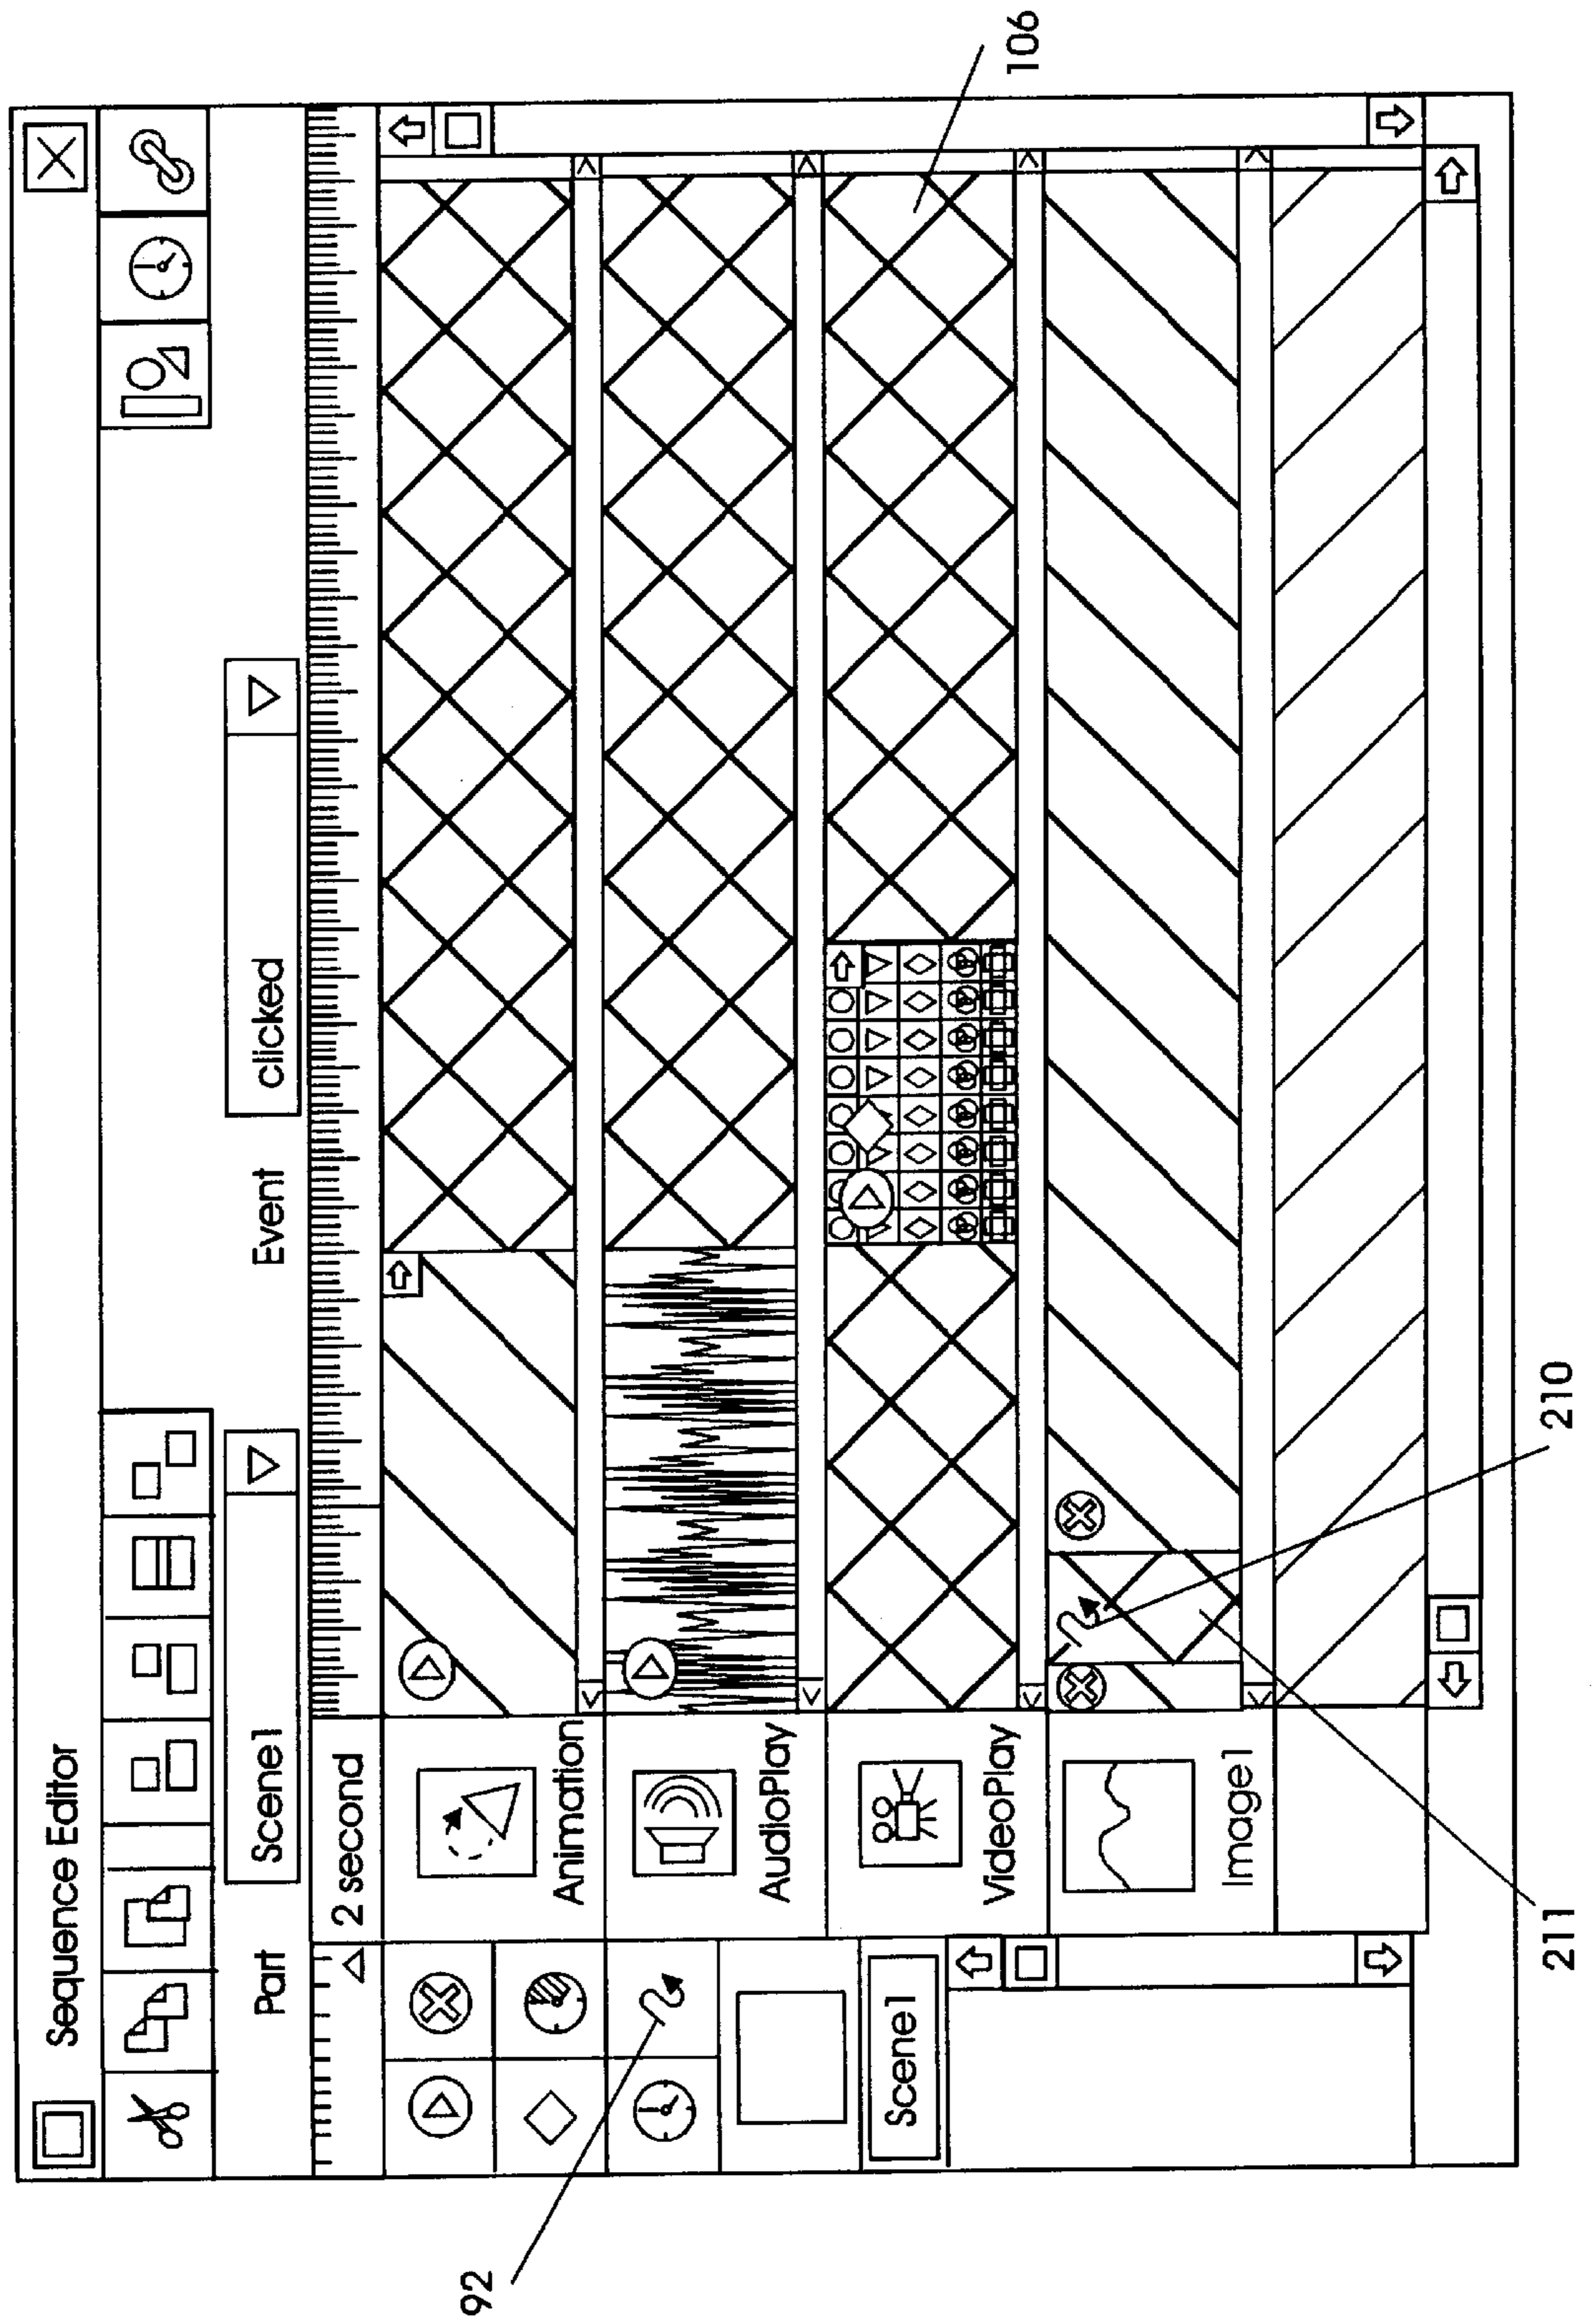 Sequence Editor
Part Scene1 Event clicked
2 second
Animation
AudioPlay
VideoPlay
Image1
Scene1
92
106
210
211